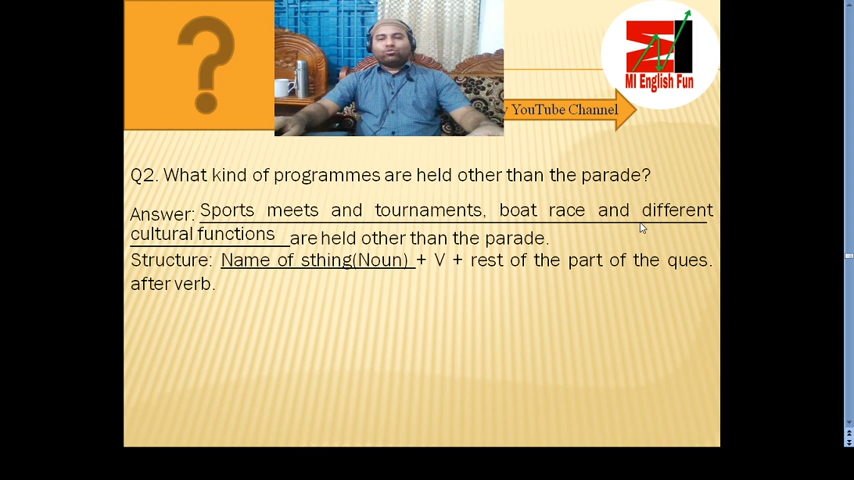 ?
MI English Fun
y YouTube Channel
Q2. What kind of programmes are held other than the parade?
Answer: Sports meets and tournaments, boat race and different
cultural functions are held other than the parade.
Structure: Name of sthing(Noun) + V + rest of the part of the ques.
after verb.